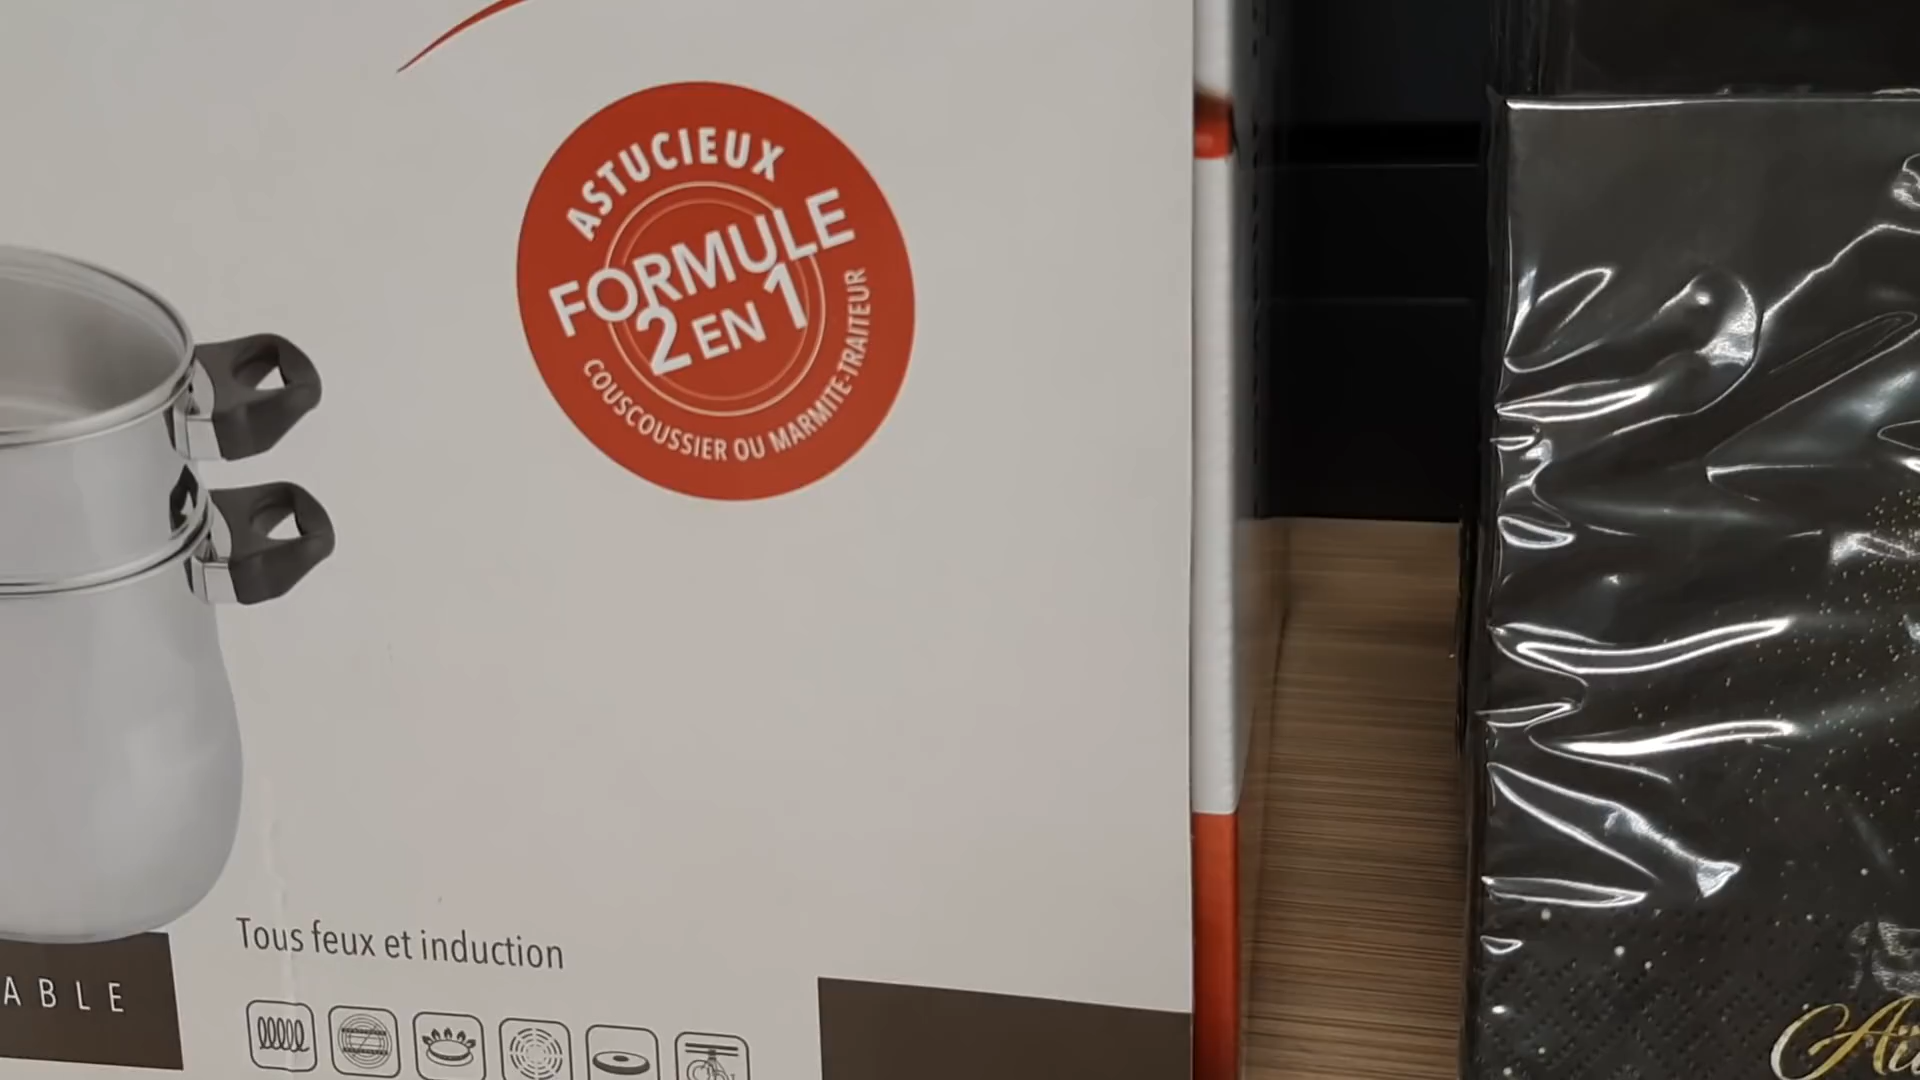 ASTUCIEUX
FORMULE
2 EN 1
COUSCOUSSIER OU MARMITE-TRAITEUR
Tous feux et induction
ABLE